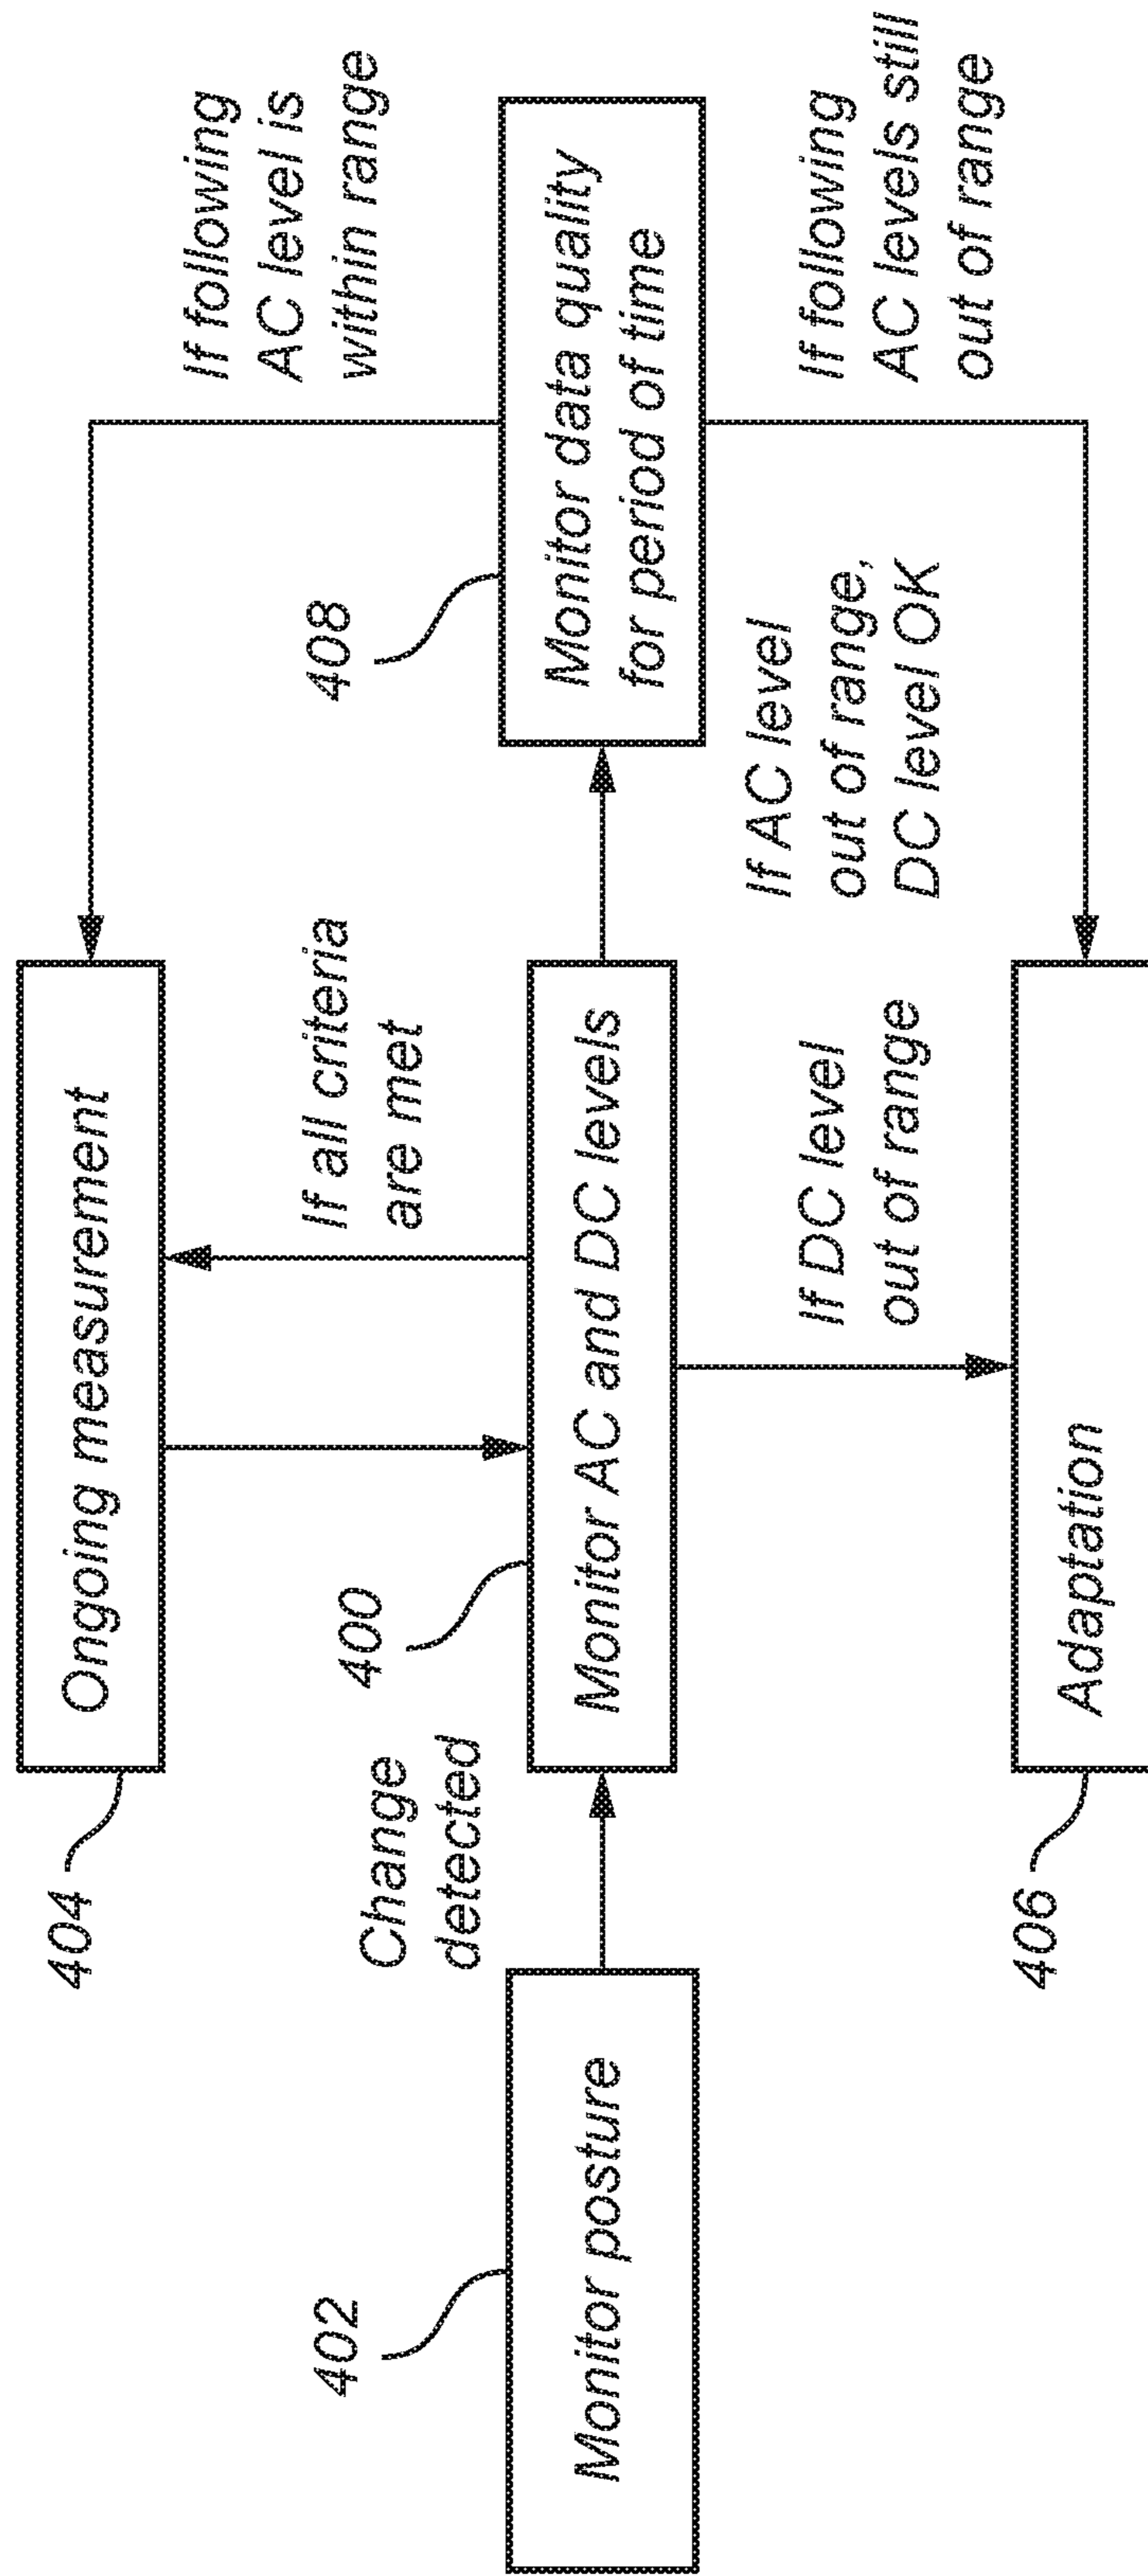 404
Ongoing measurement
If following
AC level is
within range
Change
detected
400
If all criteria
are met
408
402
Monitor posture
Monitor AC and DC levels
Monitor data quality
for period of time
If DC level
out of range
If AC level
out of range,
DC level OK
If following
AC levels still
out of range
406
Adaptation